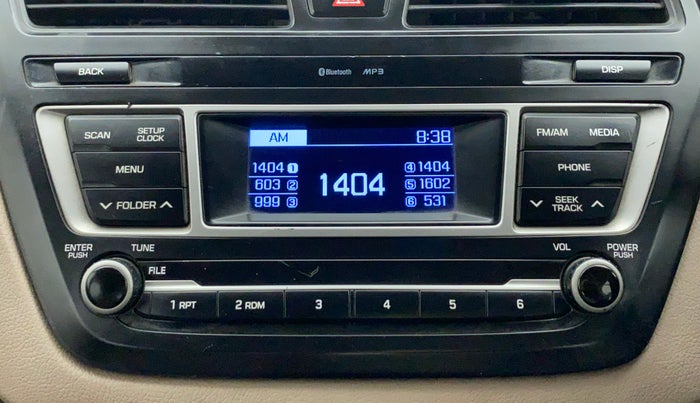 BACK
Bluetooth MP3
DISP
SCAN SETUP CLOCK
AM 8:38
FM/AM MEDIA
MENU
1404 1 1404 4 1404
603 2 5 1602
999 3 6 531
PHONE
FOLDER
SEEK TRACK
ENTER PUSH TUNE
VOL POWER PUSH
FILE
1 RPT 2 RDM 3 4 5 6